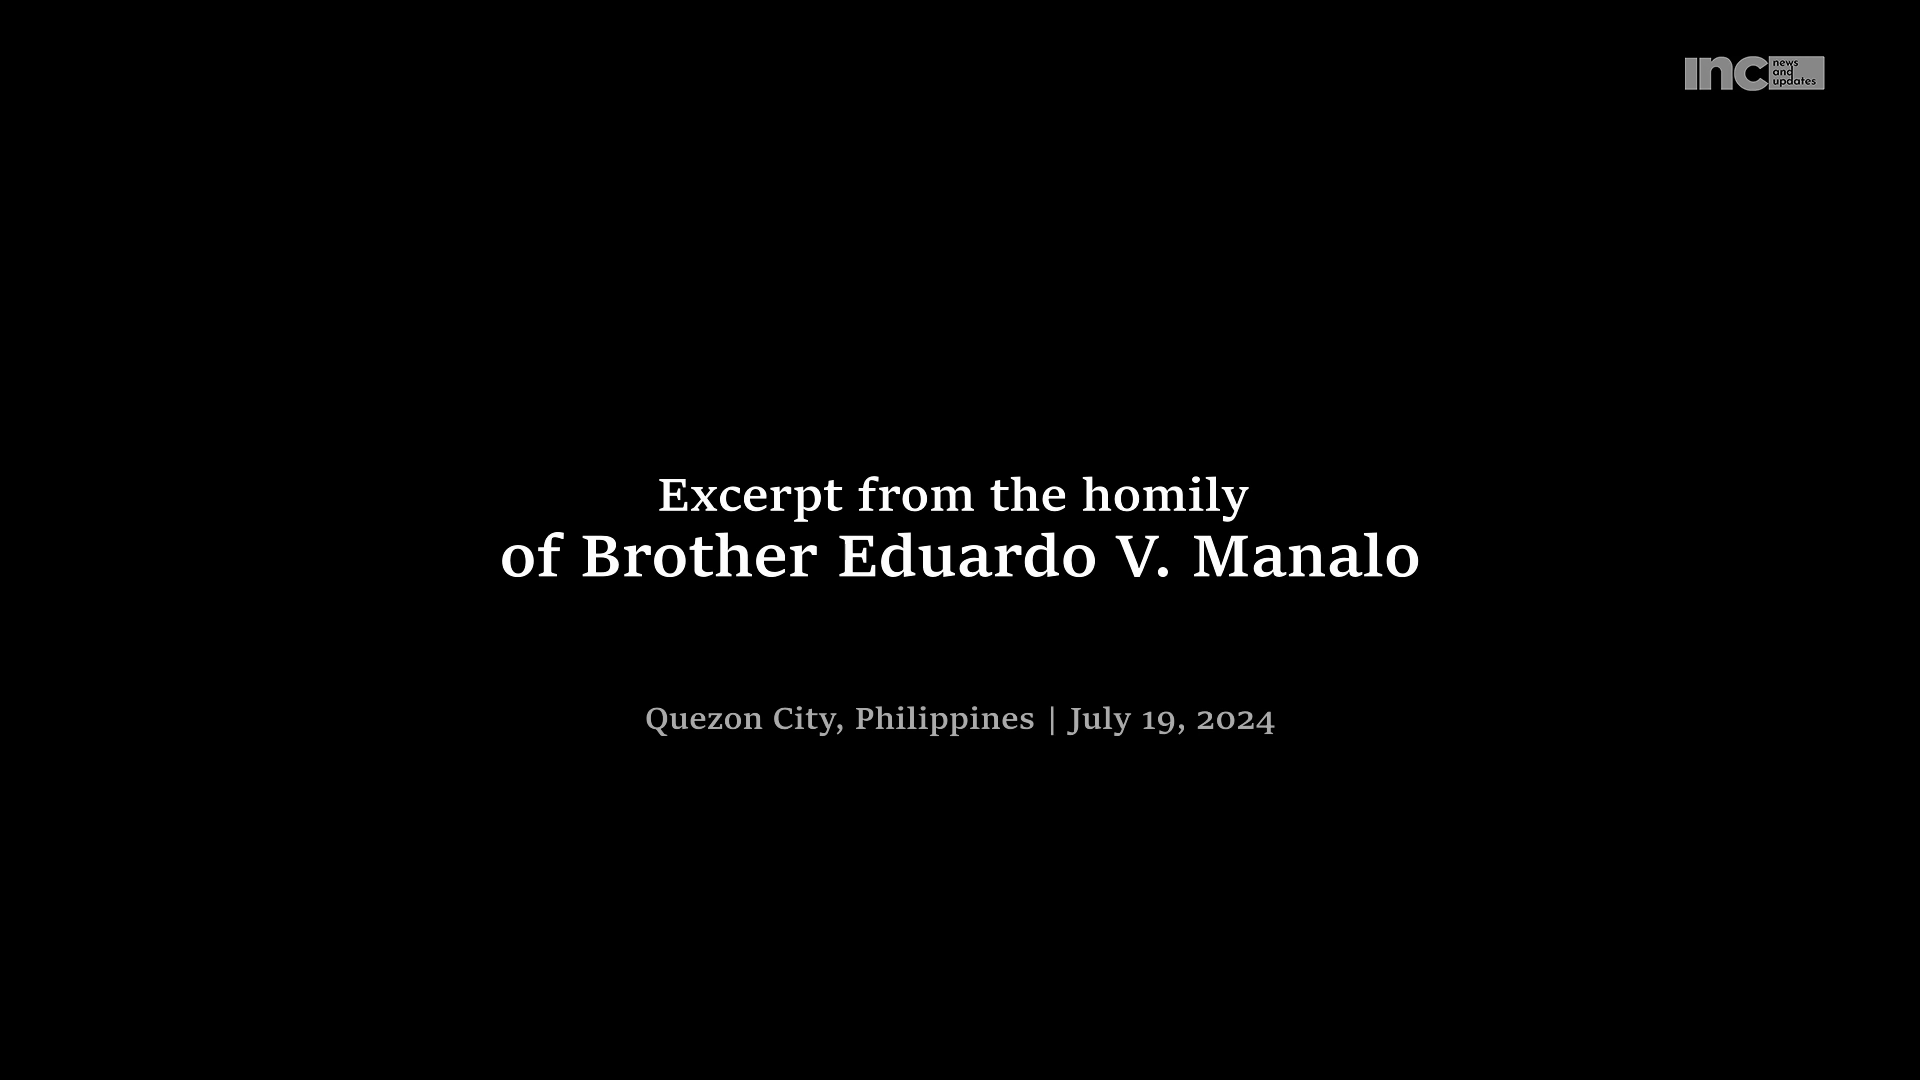 inc news
and
updates
Excerpt from the homily
of Brother Eduardo V. Manalo
Quezon City, Philippines | July 19, 2024